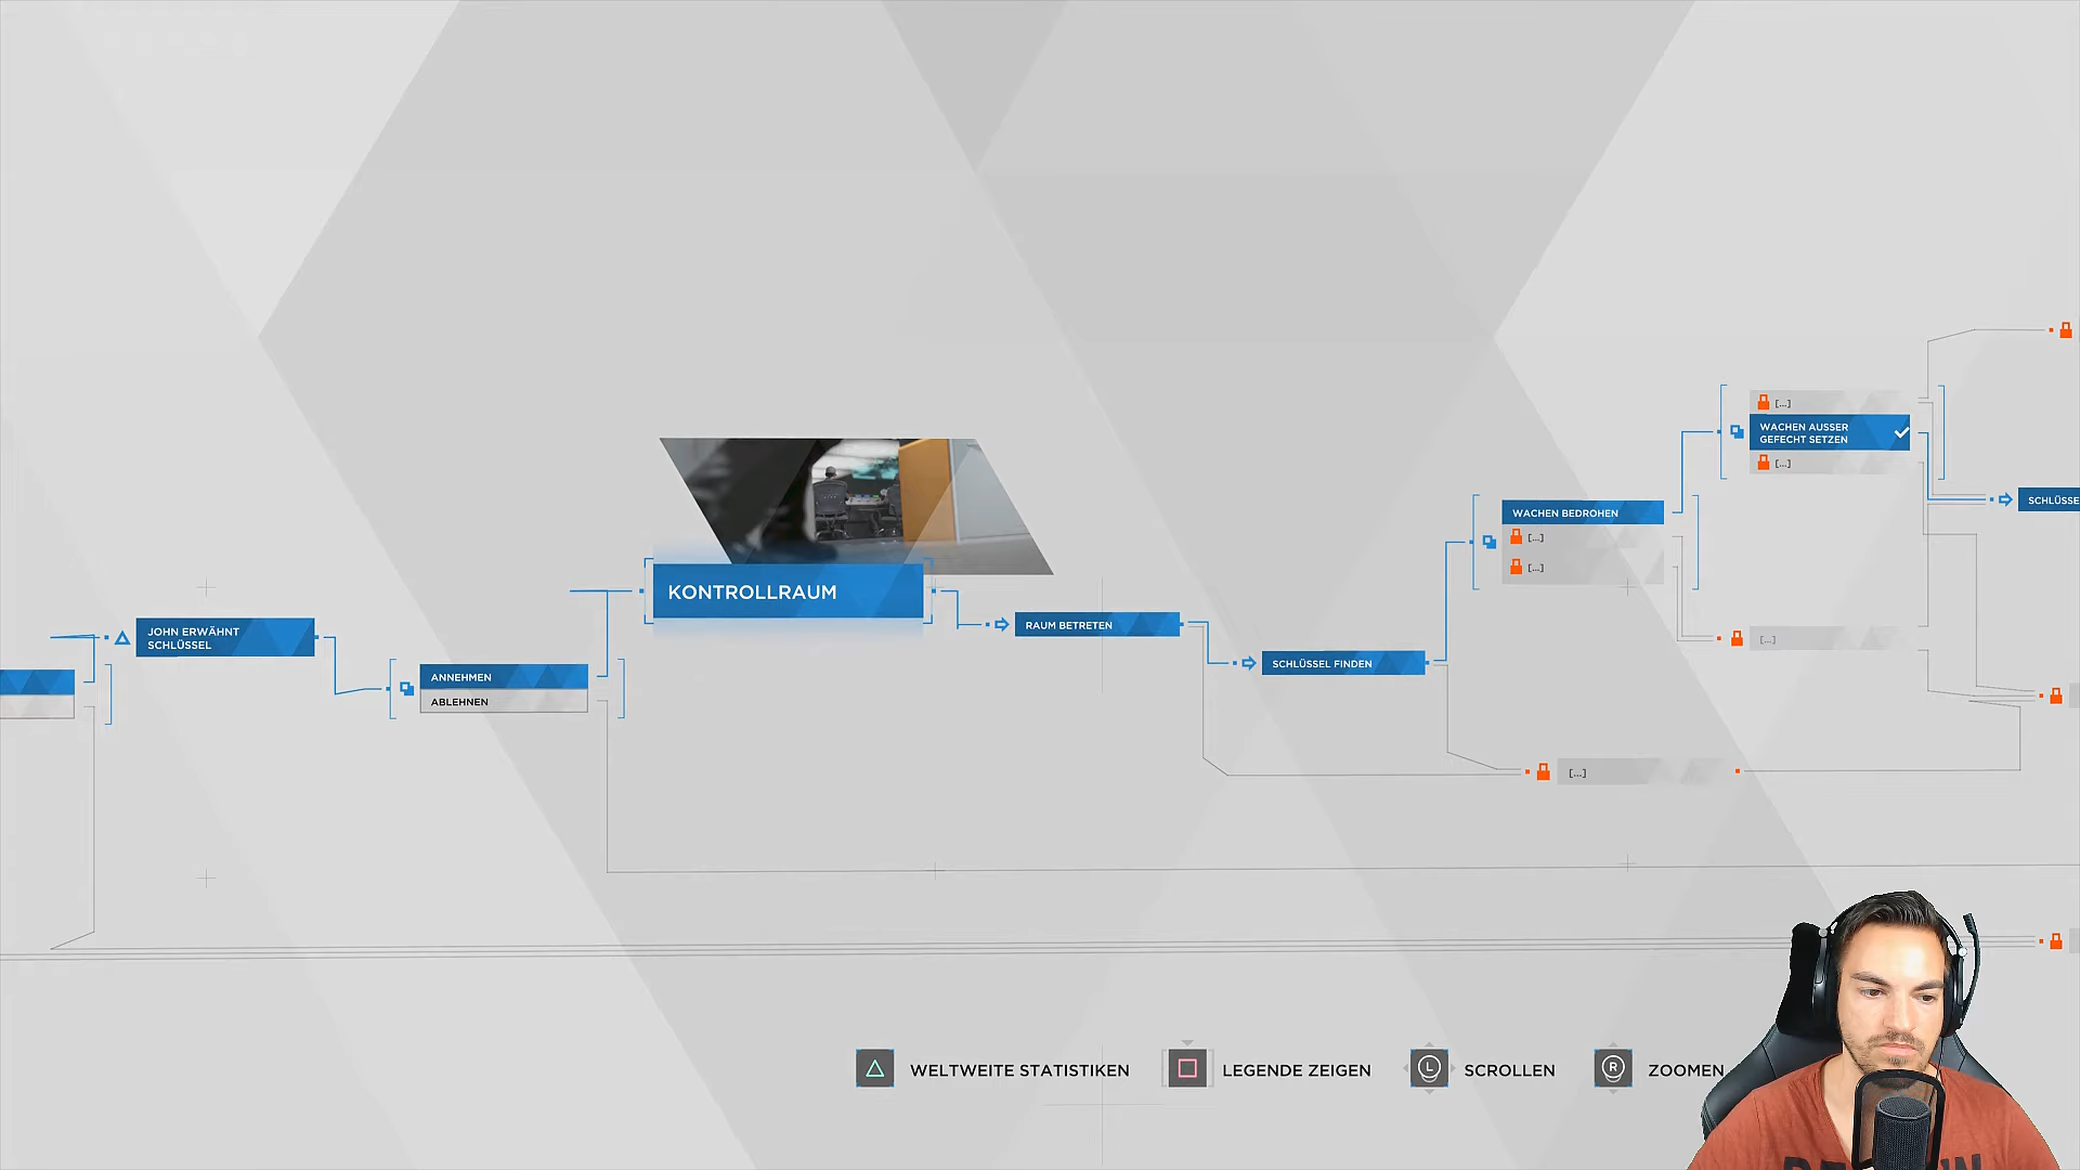 JOHN ERWÄHNT
SCHLÜSSEL
ANNEHMEN
ABLEHNEN
KONTROLLRAUM
RAUM BETRETEN
SCHLÜSSEL FINDEN
[...]
WACHEN BEDROHEN
[...]
[...]
[...]
WACHEN AUSSER
GEFECHT SETZEN
[...]
[...]
SCHLÜSSE
WELTWEITE STATISTIKEN
LEGENDE ZEIGEN
L
SCROLLEN
R
ZOOMEN